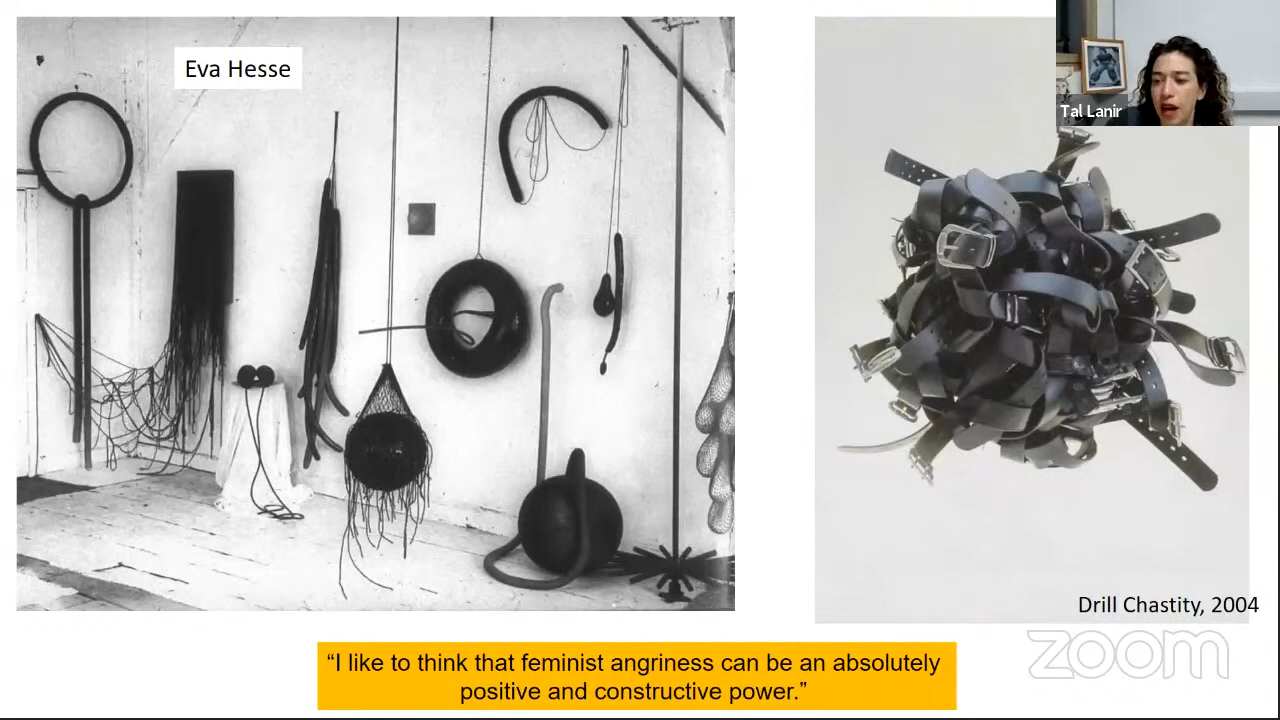 Eva Hesse
Tal Lanir
Drill Chastity, 2004
zoom
“I like to think that feminist angriness can be an absolutely
positive and constructive power.”